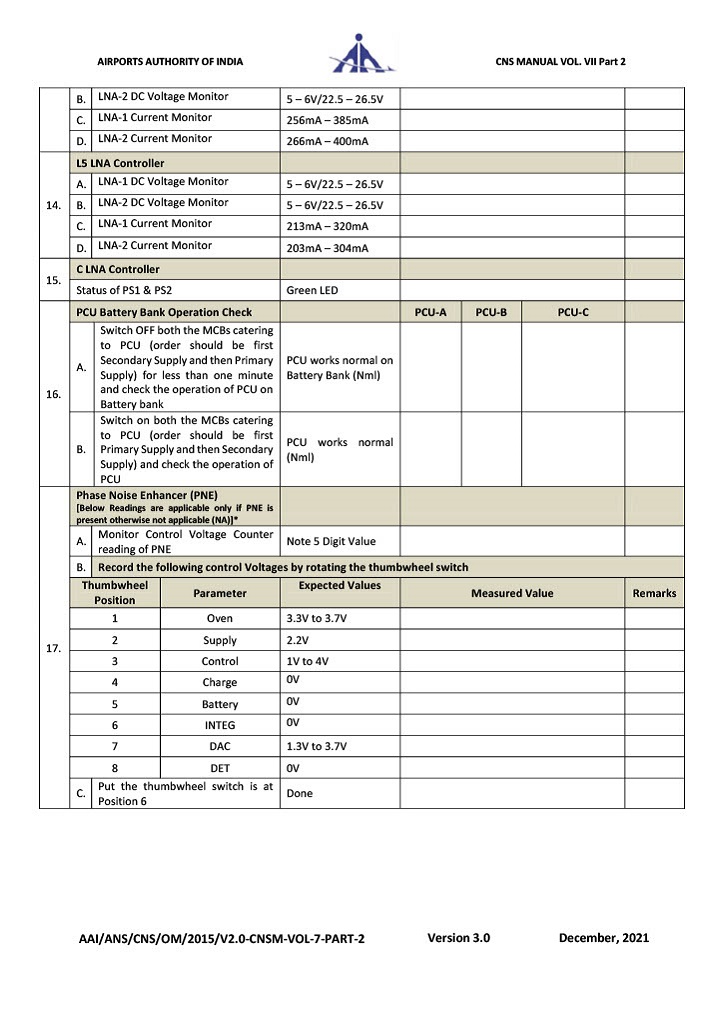 AIRPORTS AUTHORITY OF INDIA
CNS MANUAL VOL. VII Part 2
B. LNA-2 DC Voltage Monitor 5 – 6V/22.5 – 26.5V
C. LNA-1 Current Monitor 256mA – 385mA
D. LNA-2 Current Monitor 266mA – 400mA
14.
L5 LNA Controller
A. LNA-1 DC Voltage Monitor 5 – 6V/22.5 – 26.5V
B. LNA-2 DC Voltage Monitor 5 – 6V/22.5 – 26.5V
C. LNA-1 Current Monitor 213mA – 320mA
D. LNA-2 Current Monitor 203mA – 304mA
15.
C LNA Controller
Status of PS1 & PS2 Green LED
16.
PCU Battery Bank Operation Check PCU-A PCU-B PCU-C
A.
Switch OFF both the MCBs catering
to PCU (order should be first
Secondary Supply and then Primary
Supply) for less than one minute
and check the operation of PCU on
Battery bank
PCU works normal on
Battery Bank (Nml)
B.
Switch on both the MCBs catering
to PCU (order should be first
Primary Supply and then Secondary
Supply) and check the operation of
PCU
PCU works normal
(Nml)
17.
Phase Noise Enhancer (PNE)
[Below Readings are applicable only if PNE is
present otherwise not applicable (NA)]*
A.
Monitor Control Voltage Counter
reading of PNE
Note 5 Digit Value
B. Record the following control Voltages by rotating the thumbwheel switch
Thumbwheel
Position
Parameter
Expected Values
Measured Value
Remarks
1 Oven 3.3V to 3.7V
2 Supply 2.2V
3 Control 1V to 4V
4 Charge 0V
5 Battery 0V
6 INTEG 0V
7 DAC 1.3V to 3.7V
8 DET 0V
C.
Put the thumbwheel switch is at
Position 6
Done
AAI/ANS/CNS/OM/2015/V2.0-CNSM-VOL-7-PART-2 Version 3.0 December, 2021